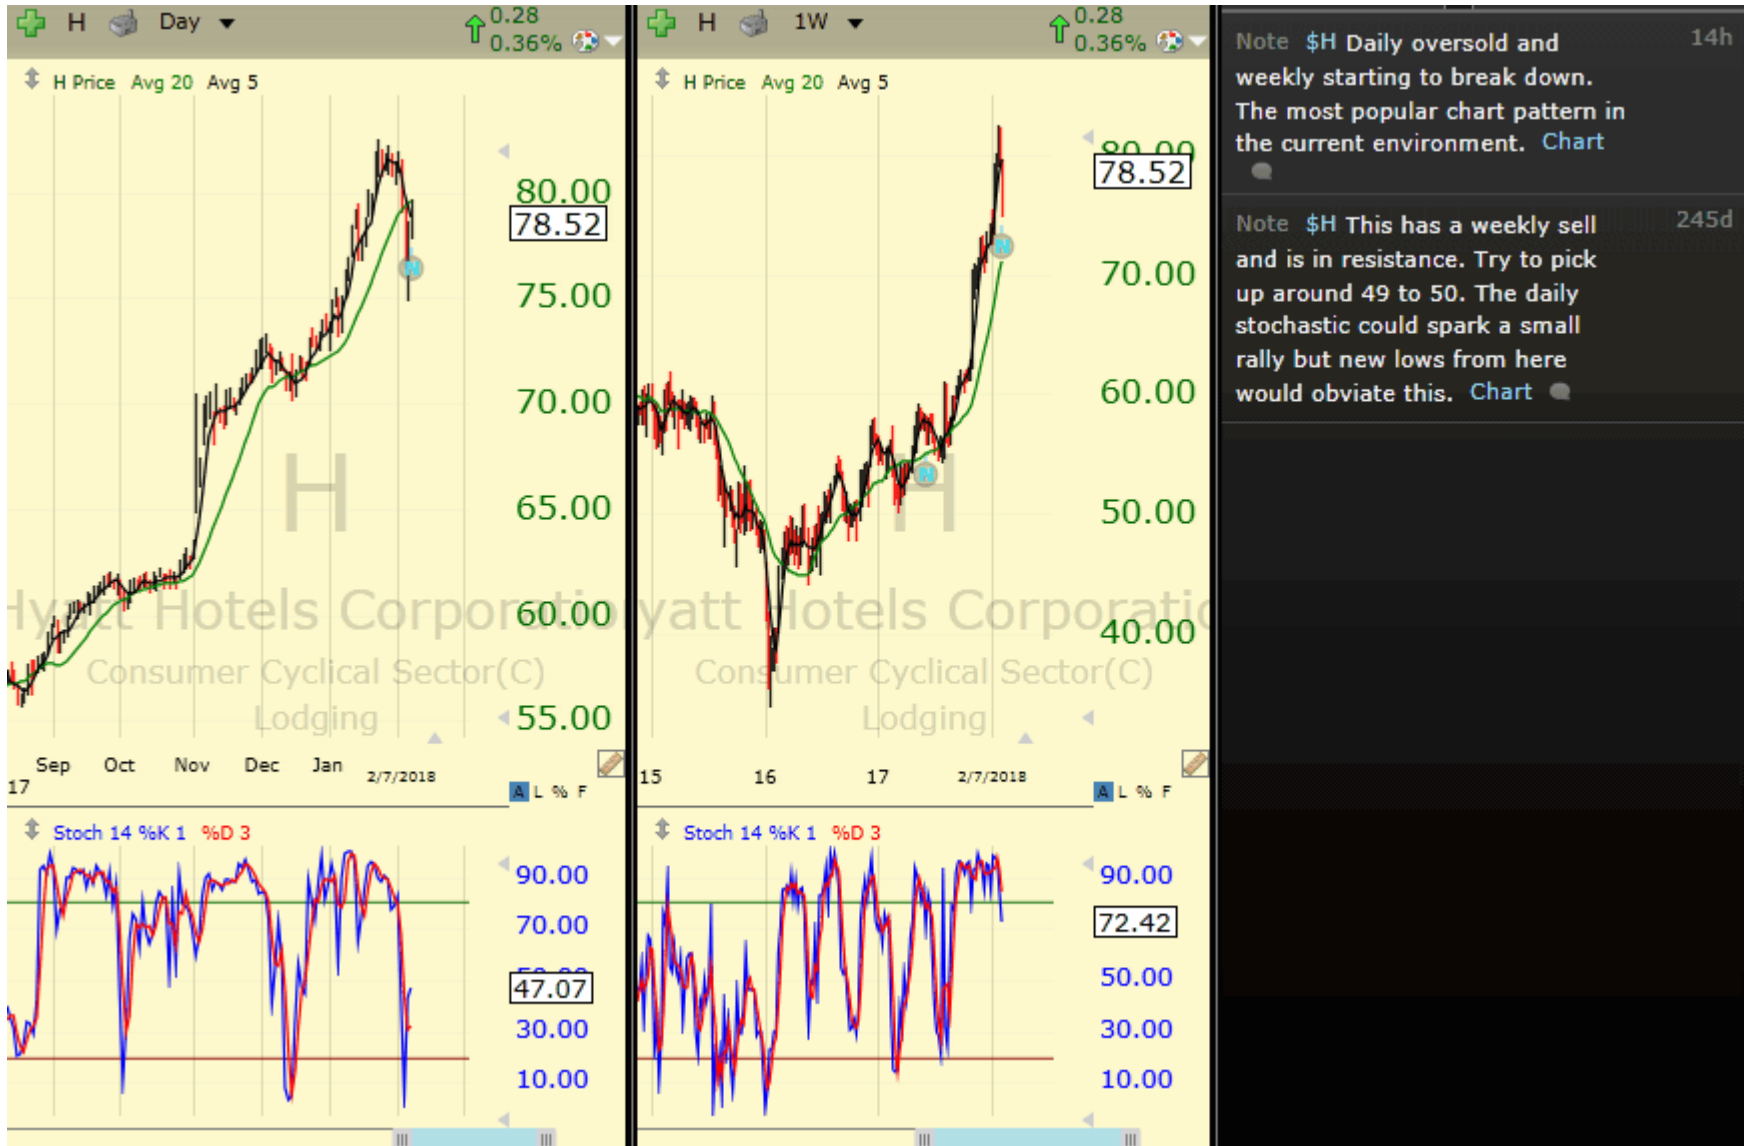 H Day 0.28
0.36%
H Price Avg 20 Avg 5
80.00
78.52
N
75.00
70.00
65.00
H
60.00
Hyatt Hotels Corporation
Consumer Cyclical Sector(C)
Lodging
55.00
Sep Oct Nov Dec Jan 2/7/2018
17
A L % F
Stoch 14 %K 1 %D 3
90.00
70.00
50.00
47.07
30.00
10.00
H 1W 0.28
0.36%
H Price Avg 20 Avg 5
80.00
78.52
N
70.00
60.00
N
H
50.00
yatt Hotels Corporatic
40.00
Consumer Cyclical Sector(C)
Lodging
15 16 17 2/7/2018
A L % F
Stoch 14 %K 1 %D 3
90.00
72.42
50.00
30.00
10.00
Note $H Daily oversold and 14h
weekly starting to break down.
The most popular chart pattern in
the current environment. Chart
Note $H This has a weekly sell 245d
and is in resistance. Try to pick
up around 49 to 50. The daily
stochastic could spark a small
rally but new lows from here
would obviate this. Chart